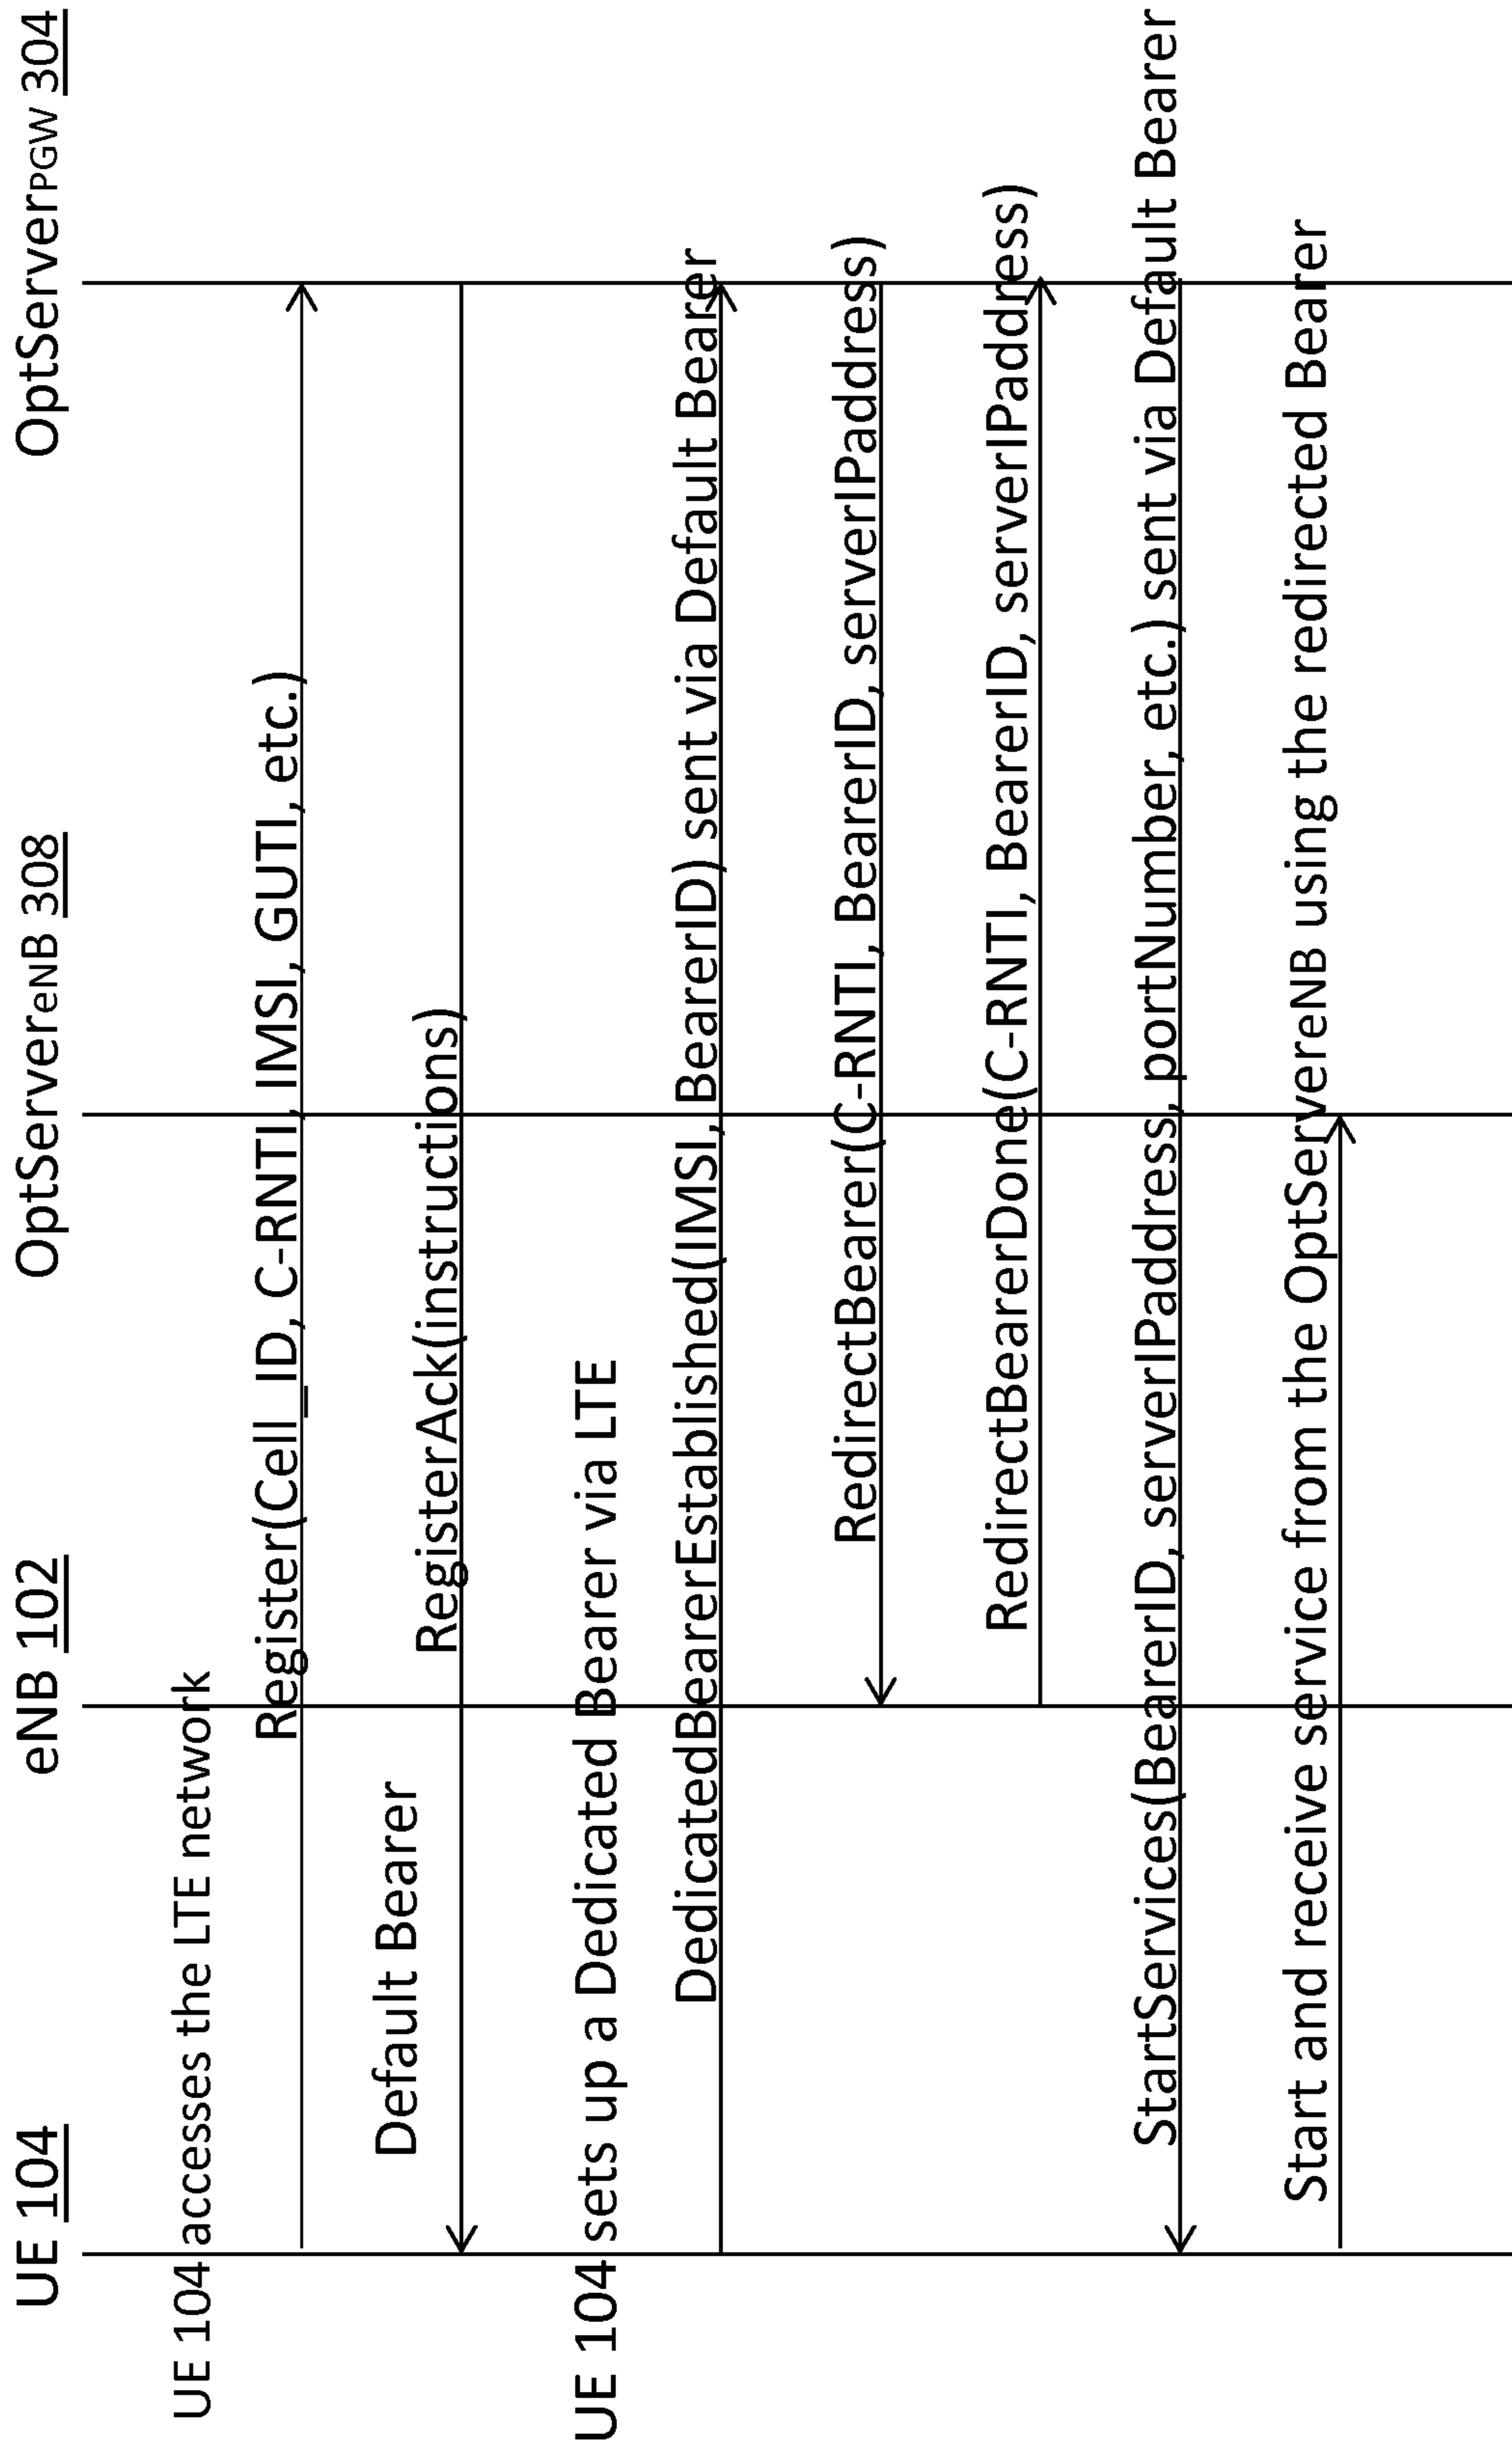 UE 104
eNB 102
OptServereNB 308
OptServerPGW 304
UE 104 accesses the LTE network
Register(Cell_ID, C-RNTI, IMSI, GUTI, etc.)
Default Bearer
RegisterAck(instructions)
UE 104 sets up a Dedicated Bearer via LTE
DedicatedBearerEstablished(IMSI, BearerID) sent via Default Bearer
RedirectBearer(C-RNTI, BearerID, serverIPaddress)
RedirectBearerDone(C-RNTI, BearerID, serverIPaddress)
StartServices(BearerID, serverIPaddress, portNumber, etc.) sent via Default Bearer
Start and receive service from the OptServereNB using the redirected Bearer